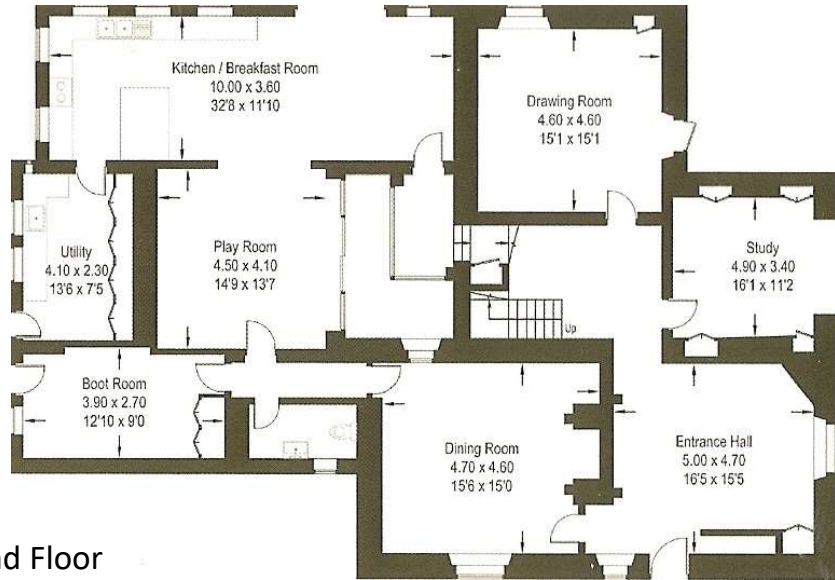 Kitchen / Breakfast Room
10.00 x 3.60
32'8 x 11'10
Drawing Room
4.60 x 4.60
15'1 x 15'1
Utility
4.10 x 2.30
13'6 x 7'5
Play Room
4.50 x 4.10
14'9 x 13'7
Study
4.90 x 3.40
16'1 x 11'2
Up
Boot Room
3.90 x 2.70
12'10 x 9'0
Dining Room
4.70 x 4.60
15'6 x 15'0
Entrance Hall
5.00 x 4.70
16'5 x 15'5
nd Floor